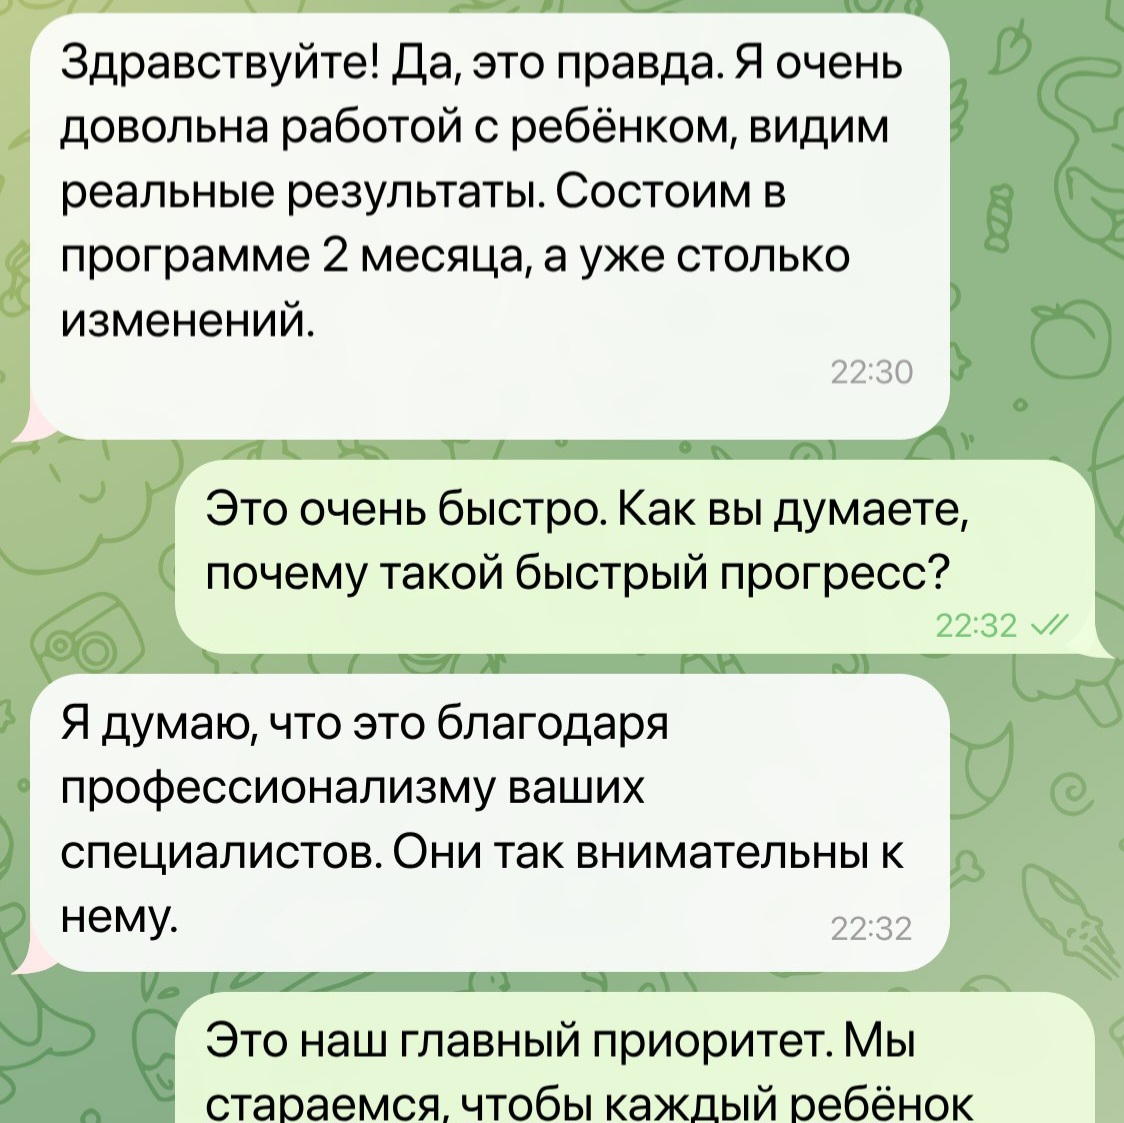 Здравствуйте! Да, это правда. Я очень
довольна работой с ребёнком, видим
реальные результаты. Состоим в
программе 2 месяца, а уже столько
изменений.
22:30
Это очень быстро. Как вы думаете,
почему такой быстрый прогресс?
22:32
Я думаю, что это благодаря
профессионализму ваших
специалистов. Они так внимательны к
нему.
22:32
Это наш главный приоритет. Мы
стараемся, чтобы каждый ребёнок